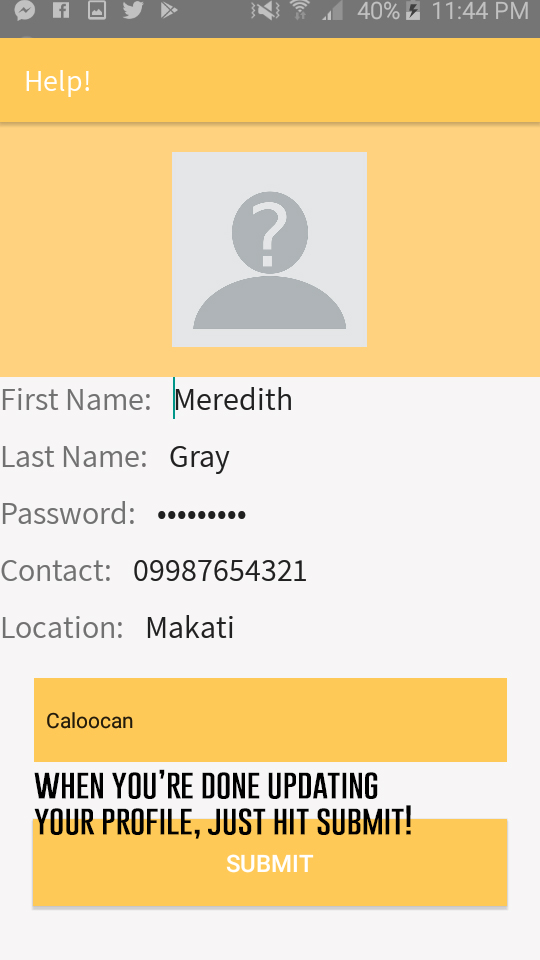 40% 11:44 PM
Help!
?
First Name: Meredith
Last Name: Gray
Password: •••••••••
Contact: 09987654321
Location: Makati
Caloocan
WHEN YOU'RE DONE UPDATING
YOUR PROFILE, JUST HIT SUBMIT!
SUBMIT